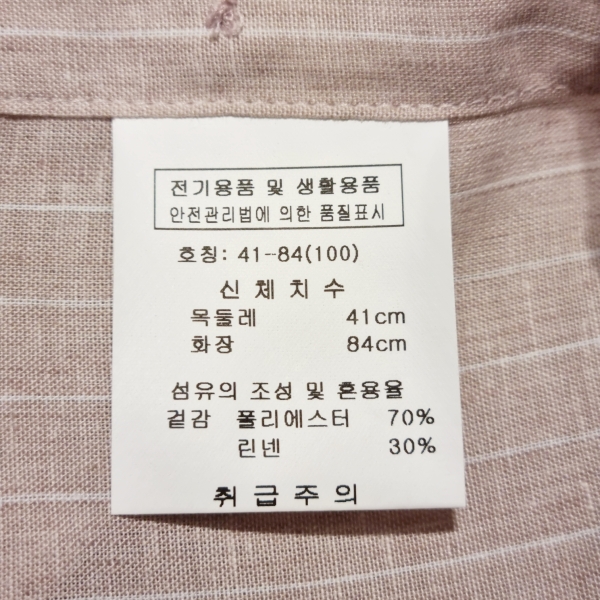 전기용품 및 생활용품
안전관리법에 의한 품질표시
호칭: 41-84(100)
신체치수
목둘레 41cm
화장 84cm
섬유의 조성 및 혼용율
겉감 폴리에스터 70%
린넨 30%
취급주의